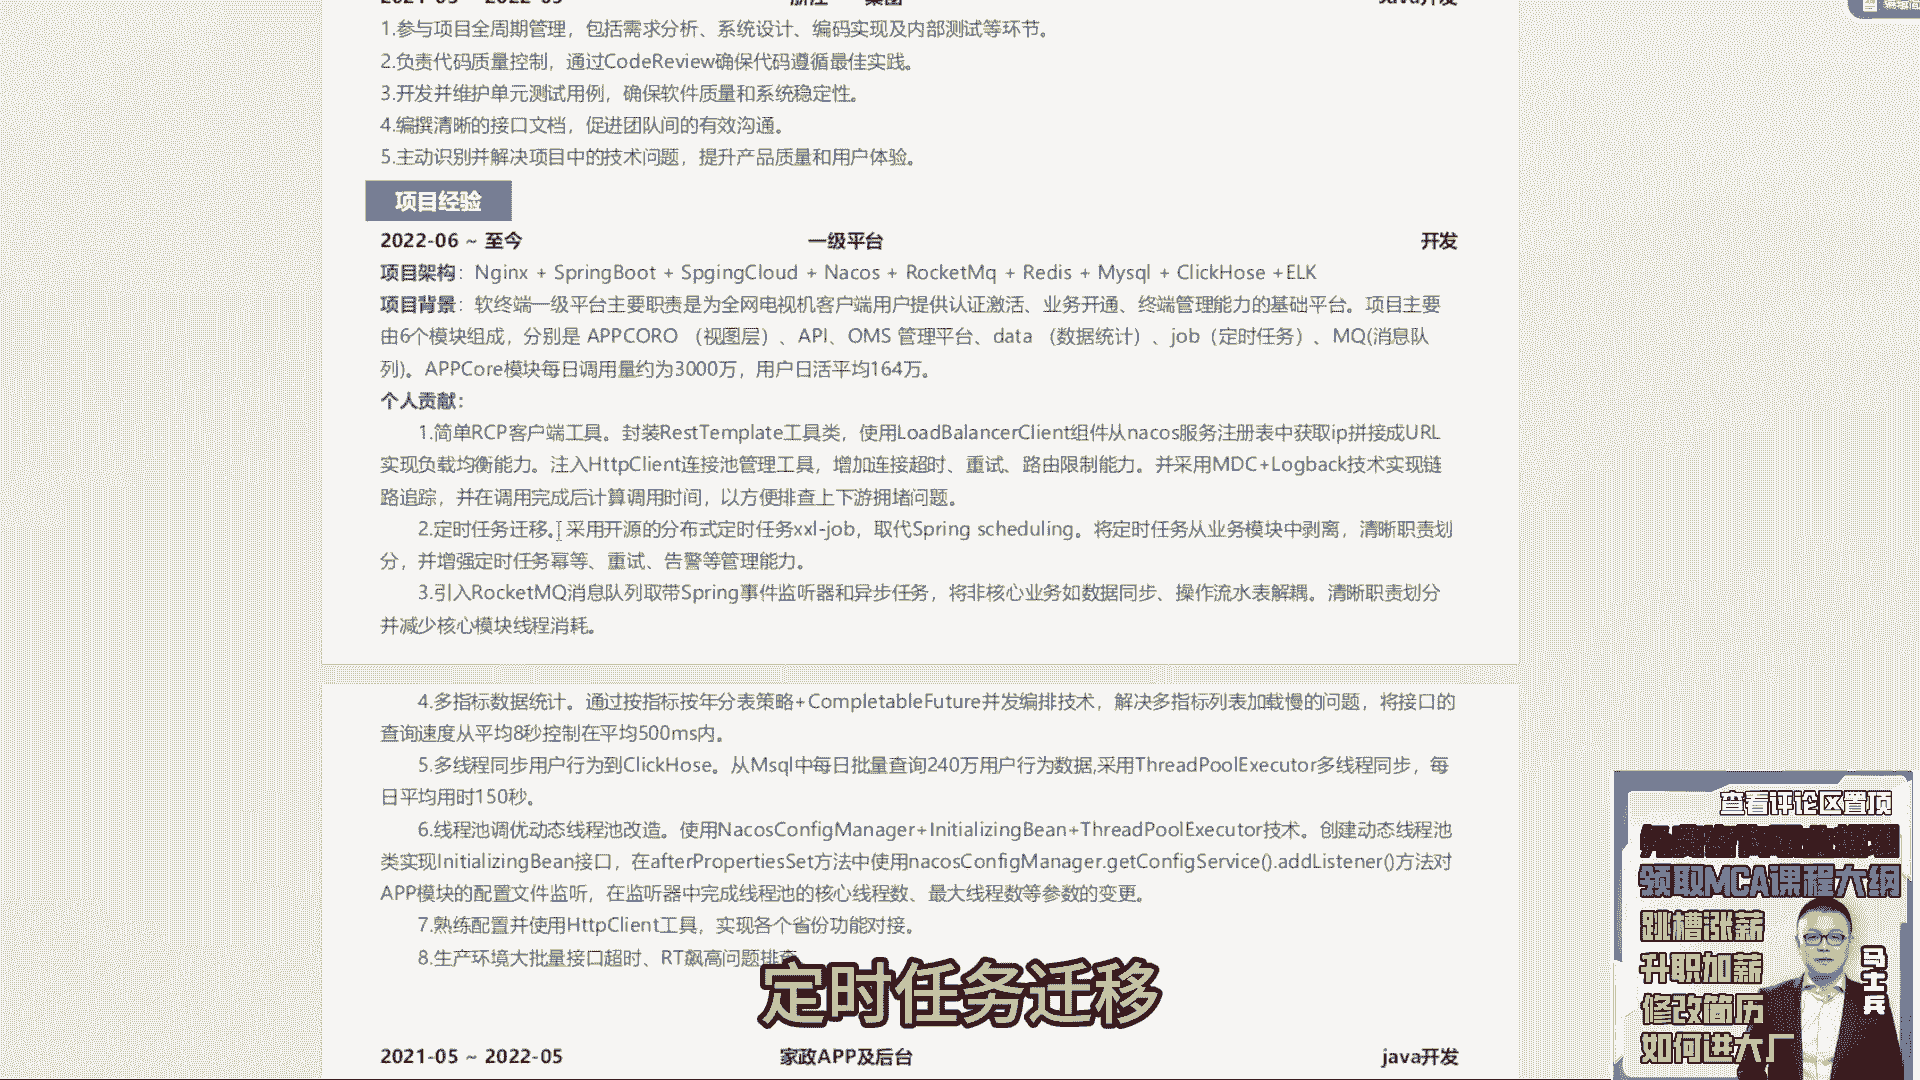 1.参与项目全周期管理，包括需求分析、系统设计、编码实现及内部测试等环节。
2.负责代码质量控制，通过CodeReview确保代码遵循最佳实践。
3.开发并维护单元测试用例，确保软件质量和系统稳定性。
4.编撰清晰的接口文档，促进团队间的有效沟通。
5.主动识别并解决项目中的技术问题，提升产品质量和用户体验。
项目经验
2022-06 ~ 至今 一级平台 开发
项目架构：Nginx + SpringBoot + SpgingCloud + Nacos + RocketMq + Redis + Mysql + ClickHose +ELK
项目背景：软终端一级平台主要职责是为全网电视机客户端用户提供认证激活、业务开通、终端管理能力的基础平台。项目主要
由6个模块组成，分别是 APPCORO （视图层）、API、OMS 管理平台、data （数据统计）、job（定时任务）、MQ(消息队
列)。APPCore模块每日调用量约为3000万，用户日活平均164万。
个人贡献：
1.简单RCP客户端工具。封装RestTemplate工具类，使用LoadBalancerClient组件从nacos服务注册表中获取ip拼接成URL
实现负载均衡能力。注入HttpClient连接池管理工具，增加连接超时、重试、路由限制能力。并采用MDC+Logback技术实现链
路追踪，并在调用完成后计算调用时间，以方便排查上下游拥堵问题。
2.定时任务迁移。采用开源的分布式定时任务xxl-job，取代Spring scheduling。将定时任务从业务模块中剥离，清晰职责划
分，并增强定时任务幂等、重试、告警等管理能力。
3.引入RocketMQ消息队列取带Spring事件监听器和异步任务，将非核心业务如数据同步、操作流水表解耦。清晰职责划分
并减少核心模块线程消耗。
4.多指标数据统计。通过按指标按年分表策略+CompletableFuture并发编排技术，解决多指标列表加载慢的问题，将接口的
查询速度从平均8秒控制在平均500ms内。
5.多线程同步用户行为到ClickHose。从Msql中每日批量查询240万用户行为数据,采用ThreadPoolExecutor多线程同步，每
日平均用时150秒。
6.线程池调优动态线程池改造。使用NacosConfigManager+InitializingBean+ThreadPoolExecutor技术。创建动态线程池
类实现InitializingBean接口，在afterPropertiesSet方法中使用nacosConfigManager.getConfigService().addListener()方法对
APP模块的配置文件监听，在监听器中完成线程池的核心线程数、最大线程数等参数的变更。
7.熟练配置并使用HttpClient工具，实现各个省份功能对接。
8.生产环境大批量接口超时、RT飙高问题排查
定时任务迁移
2021-05 ~ 2022-05 家政APP及后台 java开发
查看评论区置顶
领取MCA课程大纲
跳槽涨薪
升职加薪
修改简历
如何进大厂
马士兵